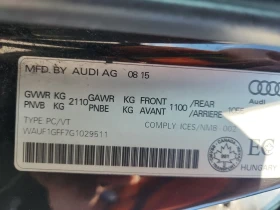 MFD. BY AUDI AG 08 15
GVWR KG 2110 GAWR KG FRONT 1100 /REAR
PNVB KG PNBE KG AVANT /ARRIERE
TYPE PC/VT COMPLY ICES/NMB-002
WAUF1GFF7G1029511
EC
HUNGARY